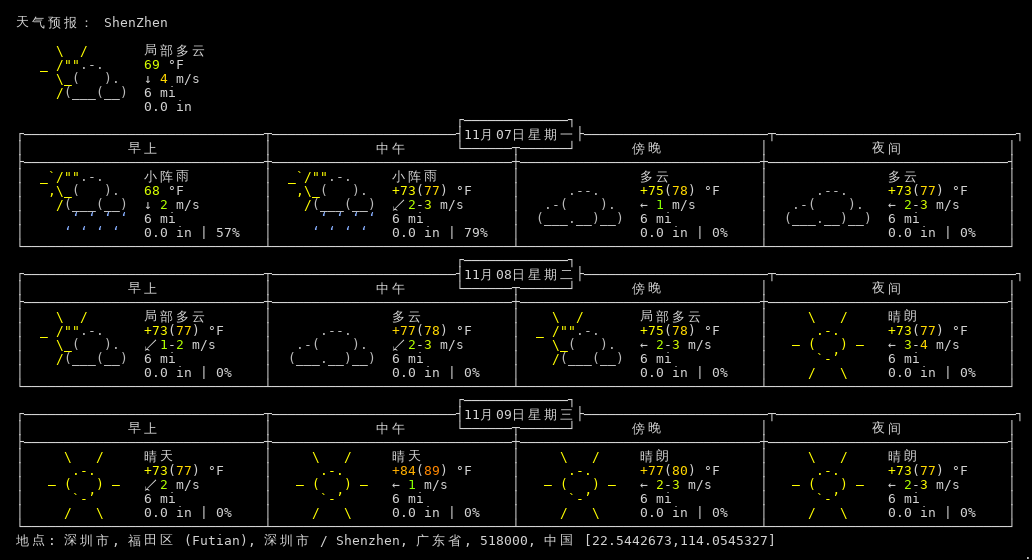 天气预报： ShenZhen
局部多云
69 °F
↓ 4 m/s
6 mi
0.0 in
11月07日星期一
早上 中午 傍晚 夜间
小阵雨 小阵雨 多云 多云
68 °F +73(77) °F +75(78) °F +73(77) °F
↓ 2 m/s ↙ 2-3 m/s ← 1 m/s ← 2-3 m/s
6 mi 6 mi 6 mi 6 mi
0.0 in | 57% 0.0 in | 79% 0.0 in | 0% 0.0 in | 0%
11月08日星期二
早上 中午 傍晚 夜间
局部多云 多云 局部多云 晴朗
+73(77) °F +77(78) °F +75(78) °F +73(77) °F
↙ 1-2 m/s ↙ 2-3 m/s ← 2-3 m/s ← 3-4 m/s
6 mi 6 mi 6 mi 6 mi
0.0 in | 0% 0.0 in | 0% 0.0 in | 0% 0.0 in | 0%
11月09日星期三
早上 中午 傍晚 夜间
晴天 晴天 晴朗 晴朗
+73(77) °F +84(89) °F +77(80) °F +73(77) °F
↙ 2 m/s ← 1 m/s ← 2-3 m/s ← 2-3 m/s
6 mi 6 mi 6 mi 6 mi
0.0 in | 0% 0.0 in | 0% 0.0 in | 0% 0.0 in | 0%
地点: 深圳市, 福田区 (Futian), 深圳市 / Shenzhen, 广东省, 518000, 中国 [22.5442673,114.0545327]